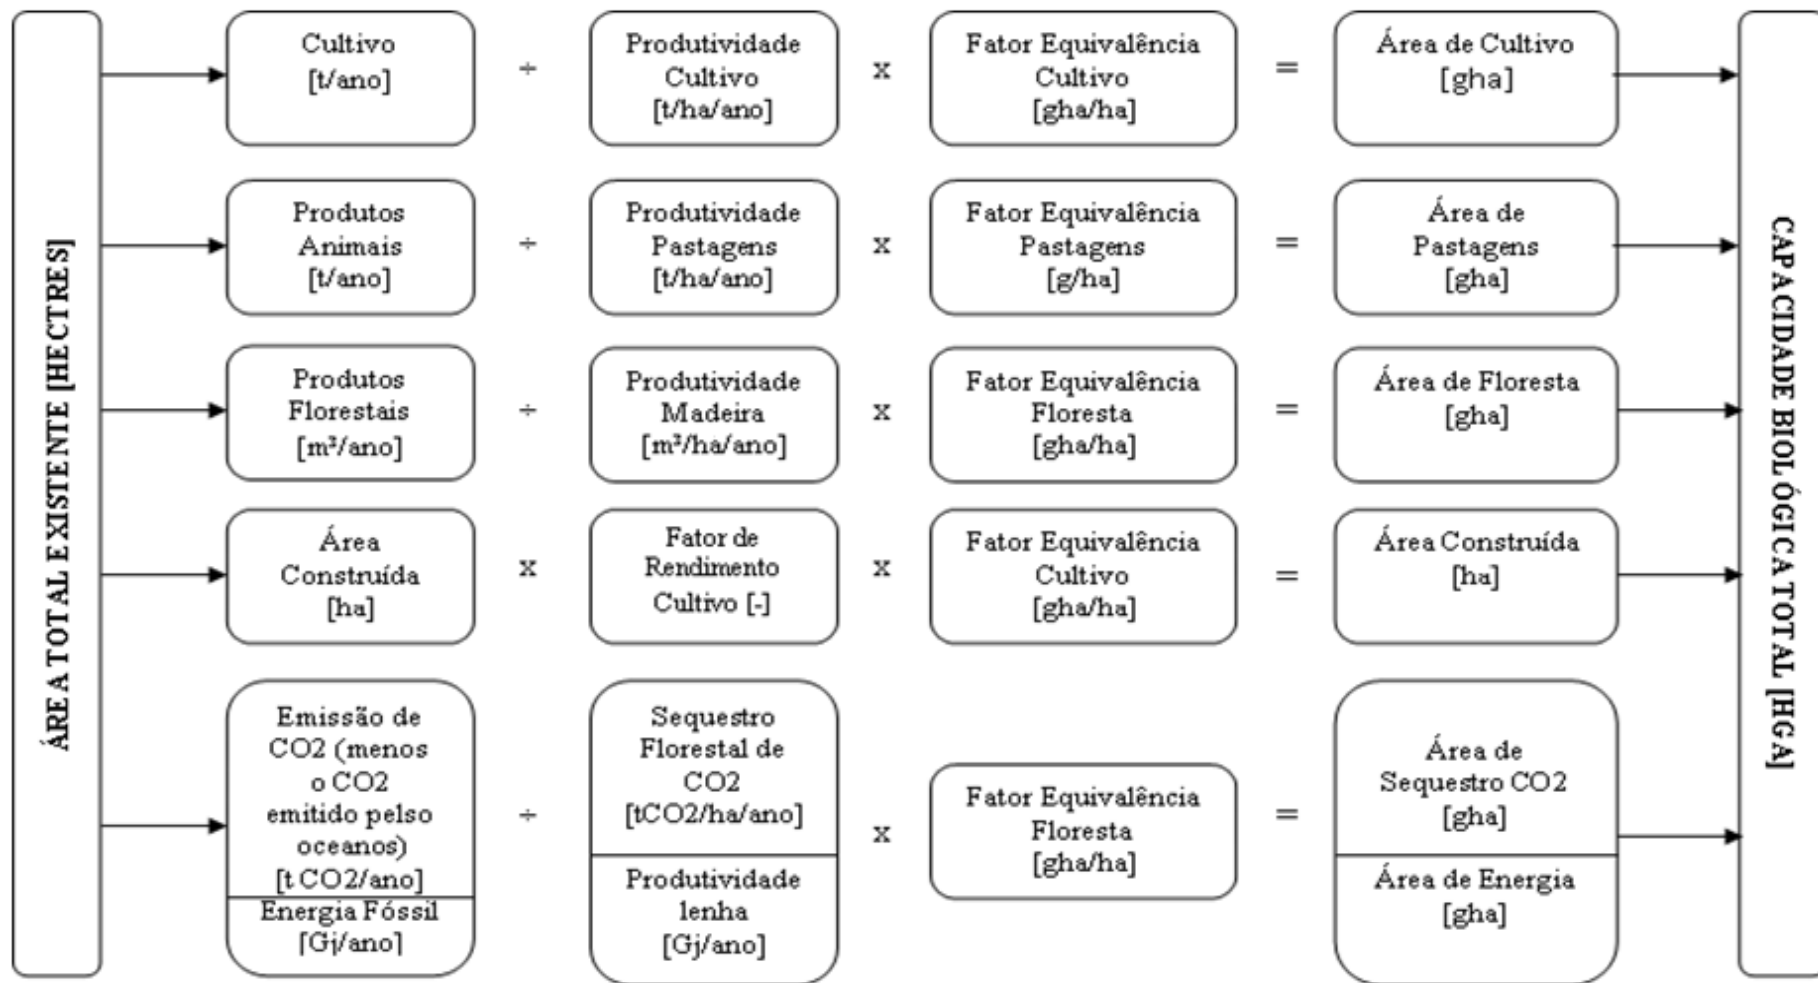 ÁREA TOTAL EXISTENTE [HECTRES]
Cultivo
[t/ano]
÷
Produtividade
Cultivo
[t/ha/ano]
x
Fator Equivalência
Cultivo
[gha/ha]
=
Área de Cultivo
[gha]
Produtos
Animais
[t/ano]
÷
Produtividade
Pastagens
[t/ha/ano]
x
Fator Equivalência
Pastagens
[g/ha]
=
Área de
Pastagens
[gha]
Produtos
Florestais
[m³/ano]
÷
Produtividade
Madeira
[m³/ha/ano]
x
Fator Equivalência
Floresta
[gha/ha]
=
Área de Floresta
[gha]
Área
Construída
[ha]
x
Fator de
Rendimento
Cultivo [-]
x
Fator Equivalência
Cultivo
[gha/ha]
=
Área Construída
[ha]
Emissão de
CO2 (menos
o CO2
emitido pelso
oceanos)
[t CO2/ano]
Energia Fóssil
[Gj/ano]
÷
Sequestro
Florestal de
CO2
[tCO2/ha/ano]
Produtividade
lenha
[Gj/ano]
x
Fator Equivalência
Floresta
[gha/ha]
=
Área de
Sequestro CO2
[gha]
Área de Energia
[gha]
CAPACIDADE BIOLÓGICA TOTAL [HGA]